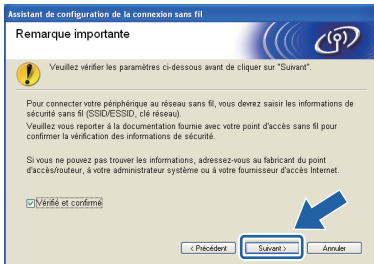 Assistant de configuration de la connexion sans fil
Remarque importante
Veuillez vérifier les paramètres ci-dessous avant de cliquer sur "Suivant".
Pour connecter votre périphérique au réseau sans fil, vous devrez saisir les informations de
sécurité sans fil (SSID/ESSID, clé réseau).
Veuillez vous reporter à la documentation fournie avec votre point d'accès sans fil pour
confirmer la vérification des informations de sécurité.
Si vous ne pouvez pas trouver les informations, adressez-vous au fabricant du point
d'accès/routeur, à votre administrateur système ou à votre fournisseur d'accès Internet.
Vérifié et confirmé
< Précédent
Suivant >
Annuler